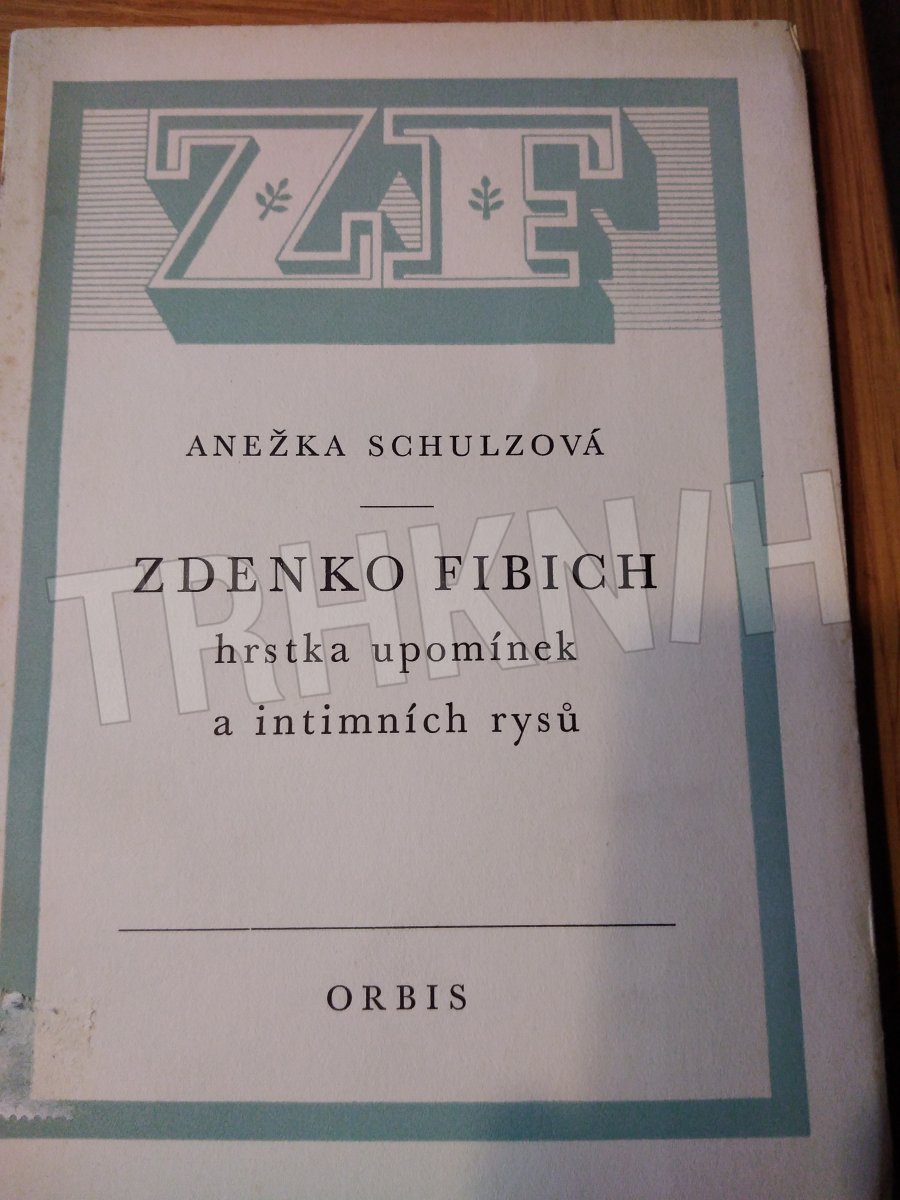 ZF
ANEŽKA SCHULZOVÁ
ZDENKO FIBICH
hrstka upomínek
a intimních rysů
TRHKNIH
ORBIS